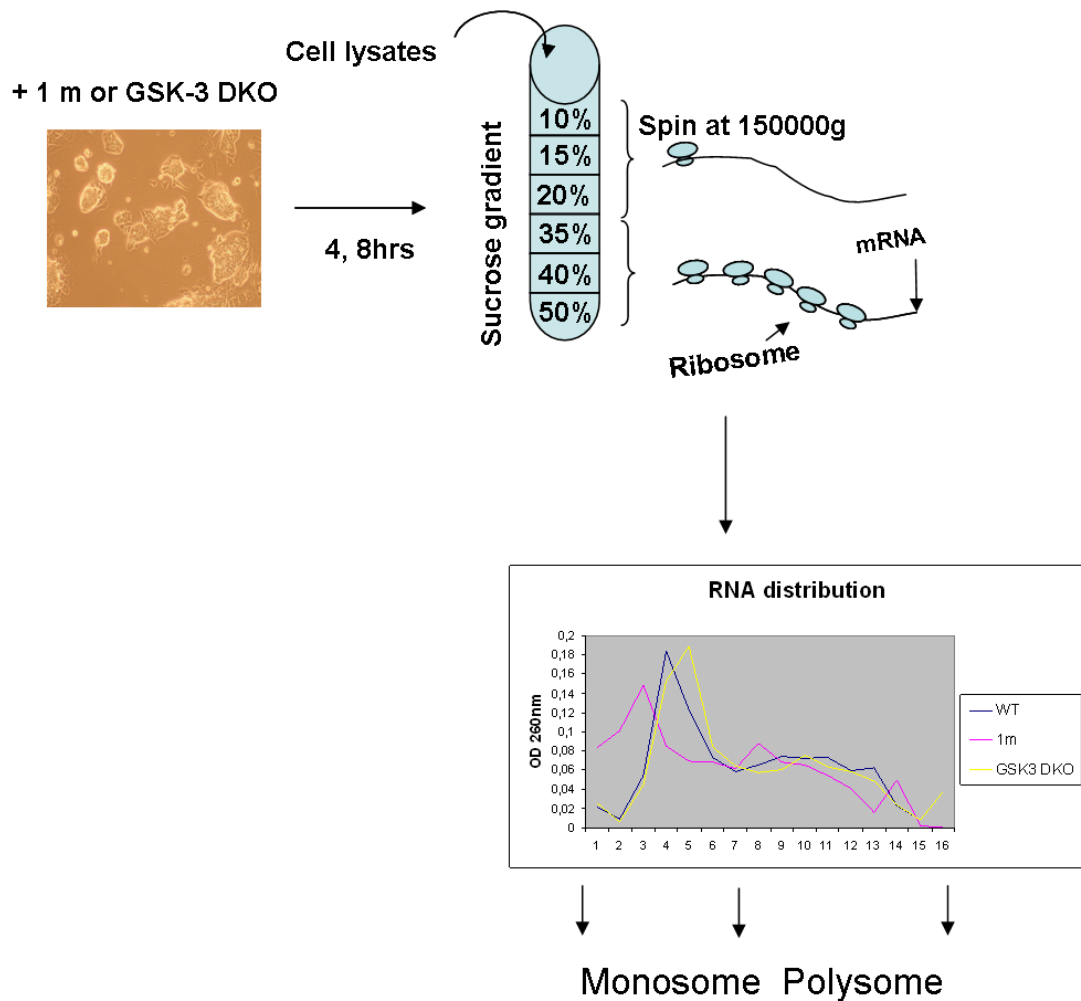 Cell lysates
+ 1 m or GSK-3 DKO
4, 8hrs
Sucrose gradient
10%
15%
20%
35%
40%
50%
Spin at 150000g
mRNA
Ribosome
RNA distribution
OD 260nm
0,2
0,18
0,16
0,14
0,12
0,1
0,08
0,06
0,04
0,02
0
1 2 3 4 5 6 7 8 9 10 11 12 13 14 15 16
WT
1m
GSK3 DKO
Monosome Polysome